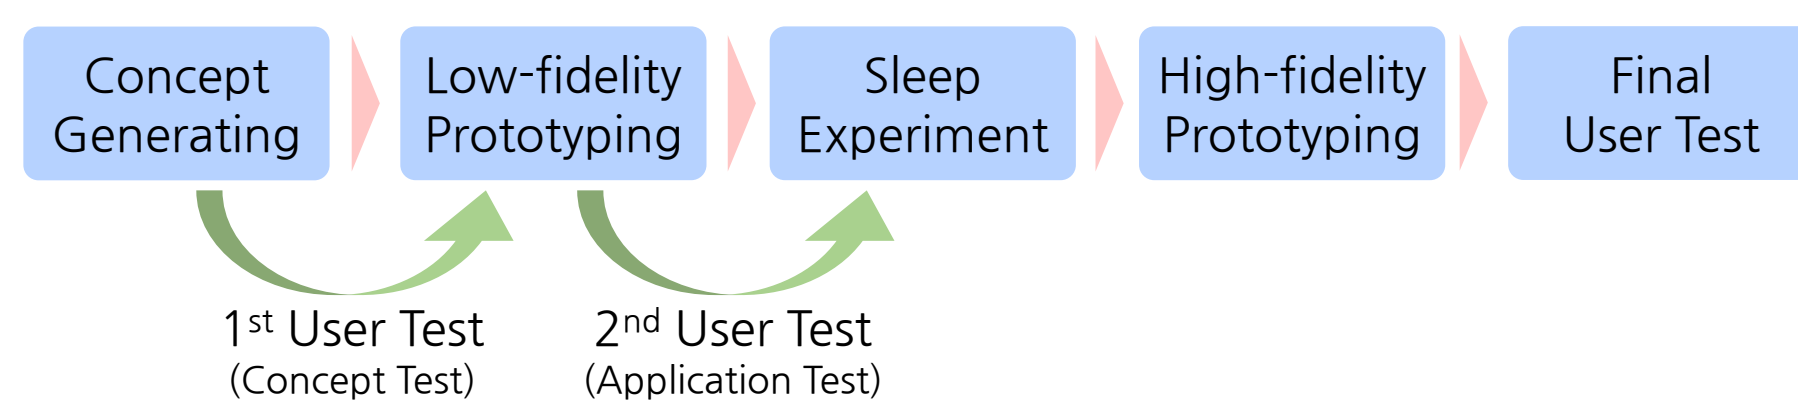 Concept
Generating
Low-fidelity
Prototyping
Sleep
Experiment
High-fidelity
Prototyping
Final
User Test
1st User Test
(Concept Test)
2nd User Test
(Application Test)